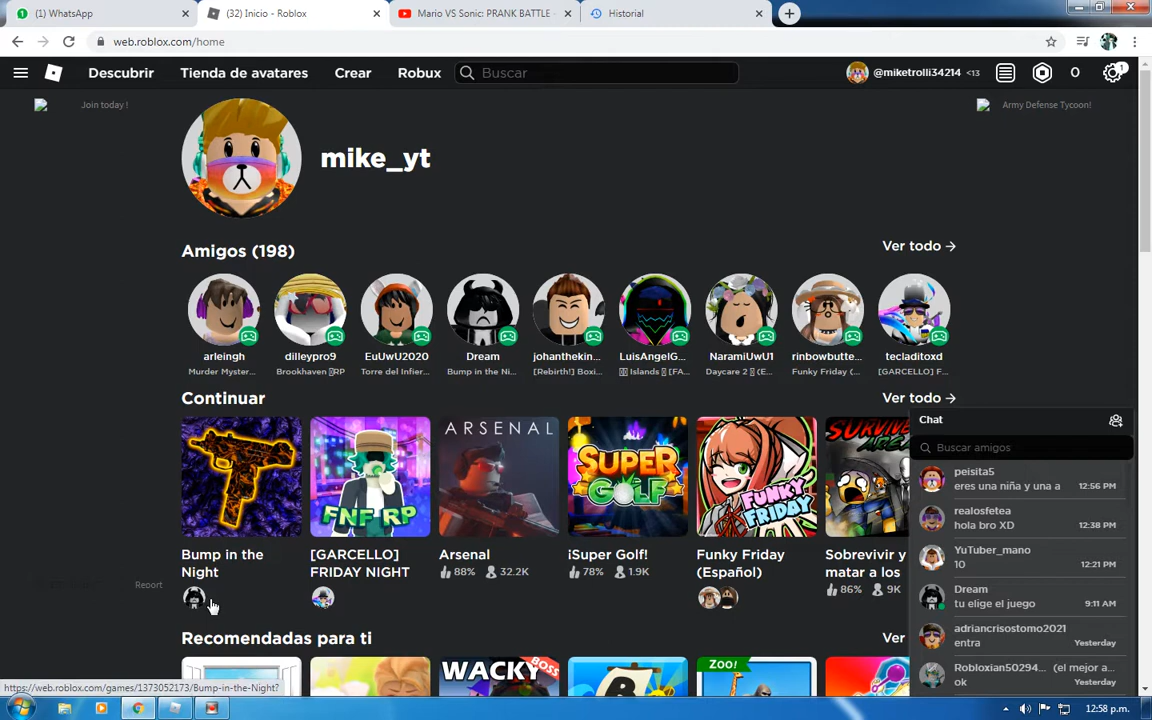 (1) WhatsApp
(32) Inicio - Roblox
Mario VS Sonic: PRANK BATTLE -
Historial
web.roblox.com/home
Descubrir
Tienda de avatares
Crear
Robux
Buscar
@miketrolli34214 <13
0
1
Join today !
Army Defense Tycoon!
mike_yt
Amigos (198)
Ver todo
arleingh
dilleypro9
EuUwU2020
Dream
johanthekin...
LuisAngelG...
NaramiUwU1
rinbowbutte...
tecladitoxd
Murder Myster...
Brookhaven RP
Torre del Infier...
Bump in the Ni...
[Rebirth!] Boxi...
Islands [FA...
Daycare 2 (E...
Funky Friday (...
[GARCELLO] F...
Continuar
Ver todo
FNF RP
ARSENAL
SUPER GOLF
FUNKY FRIDAY
Bump in the Night
[GARCELLO] FRIDAY NIGHT
Arsenal
88% 32.2K
¡Super Golf!
78% 1.9K
Funky Friday (Español)
Sobrevivir y matar a los
86% 9K
Report
Recomendadas para ti
Ver
WACKY
BOSS
ZOO!
Chat
Buscar amigos
peisita5
eres una niña y una a 12:56 PM
realosfetea
hola bro XD 12:38 PM
YuTuber_mano
10 12:21 PM
Dream
tu elige el juego 9:11 AM
adriancrisostomo2021
entra Yesterday
Robloxian50294... (el mejor a...
ok Yesterday
https://web.roblox.com/games/1373052173/Bump-in-the-Night?
12:58 p.m.